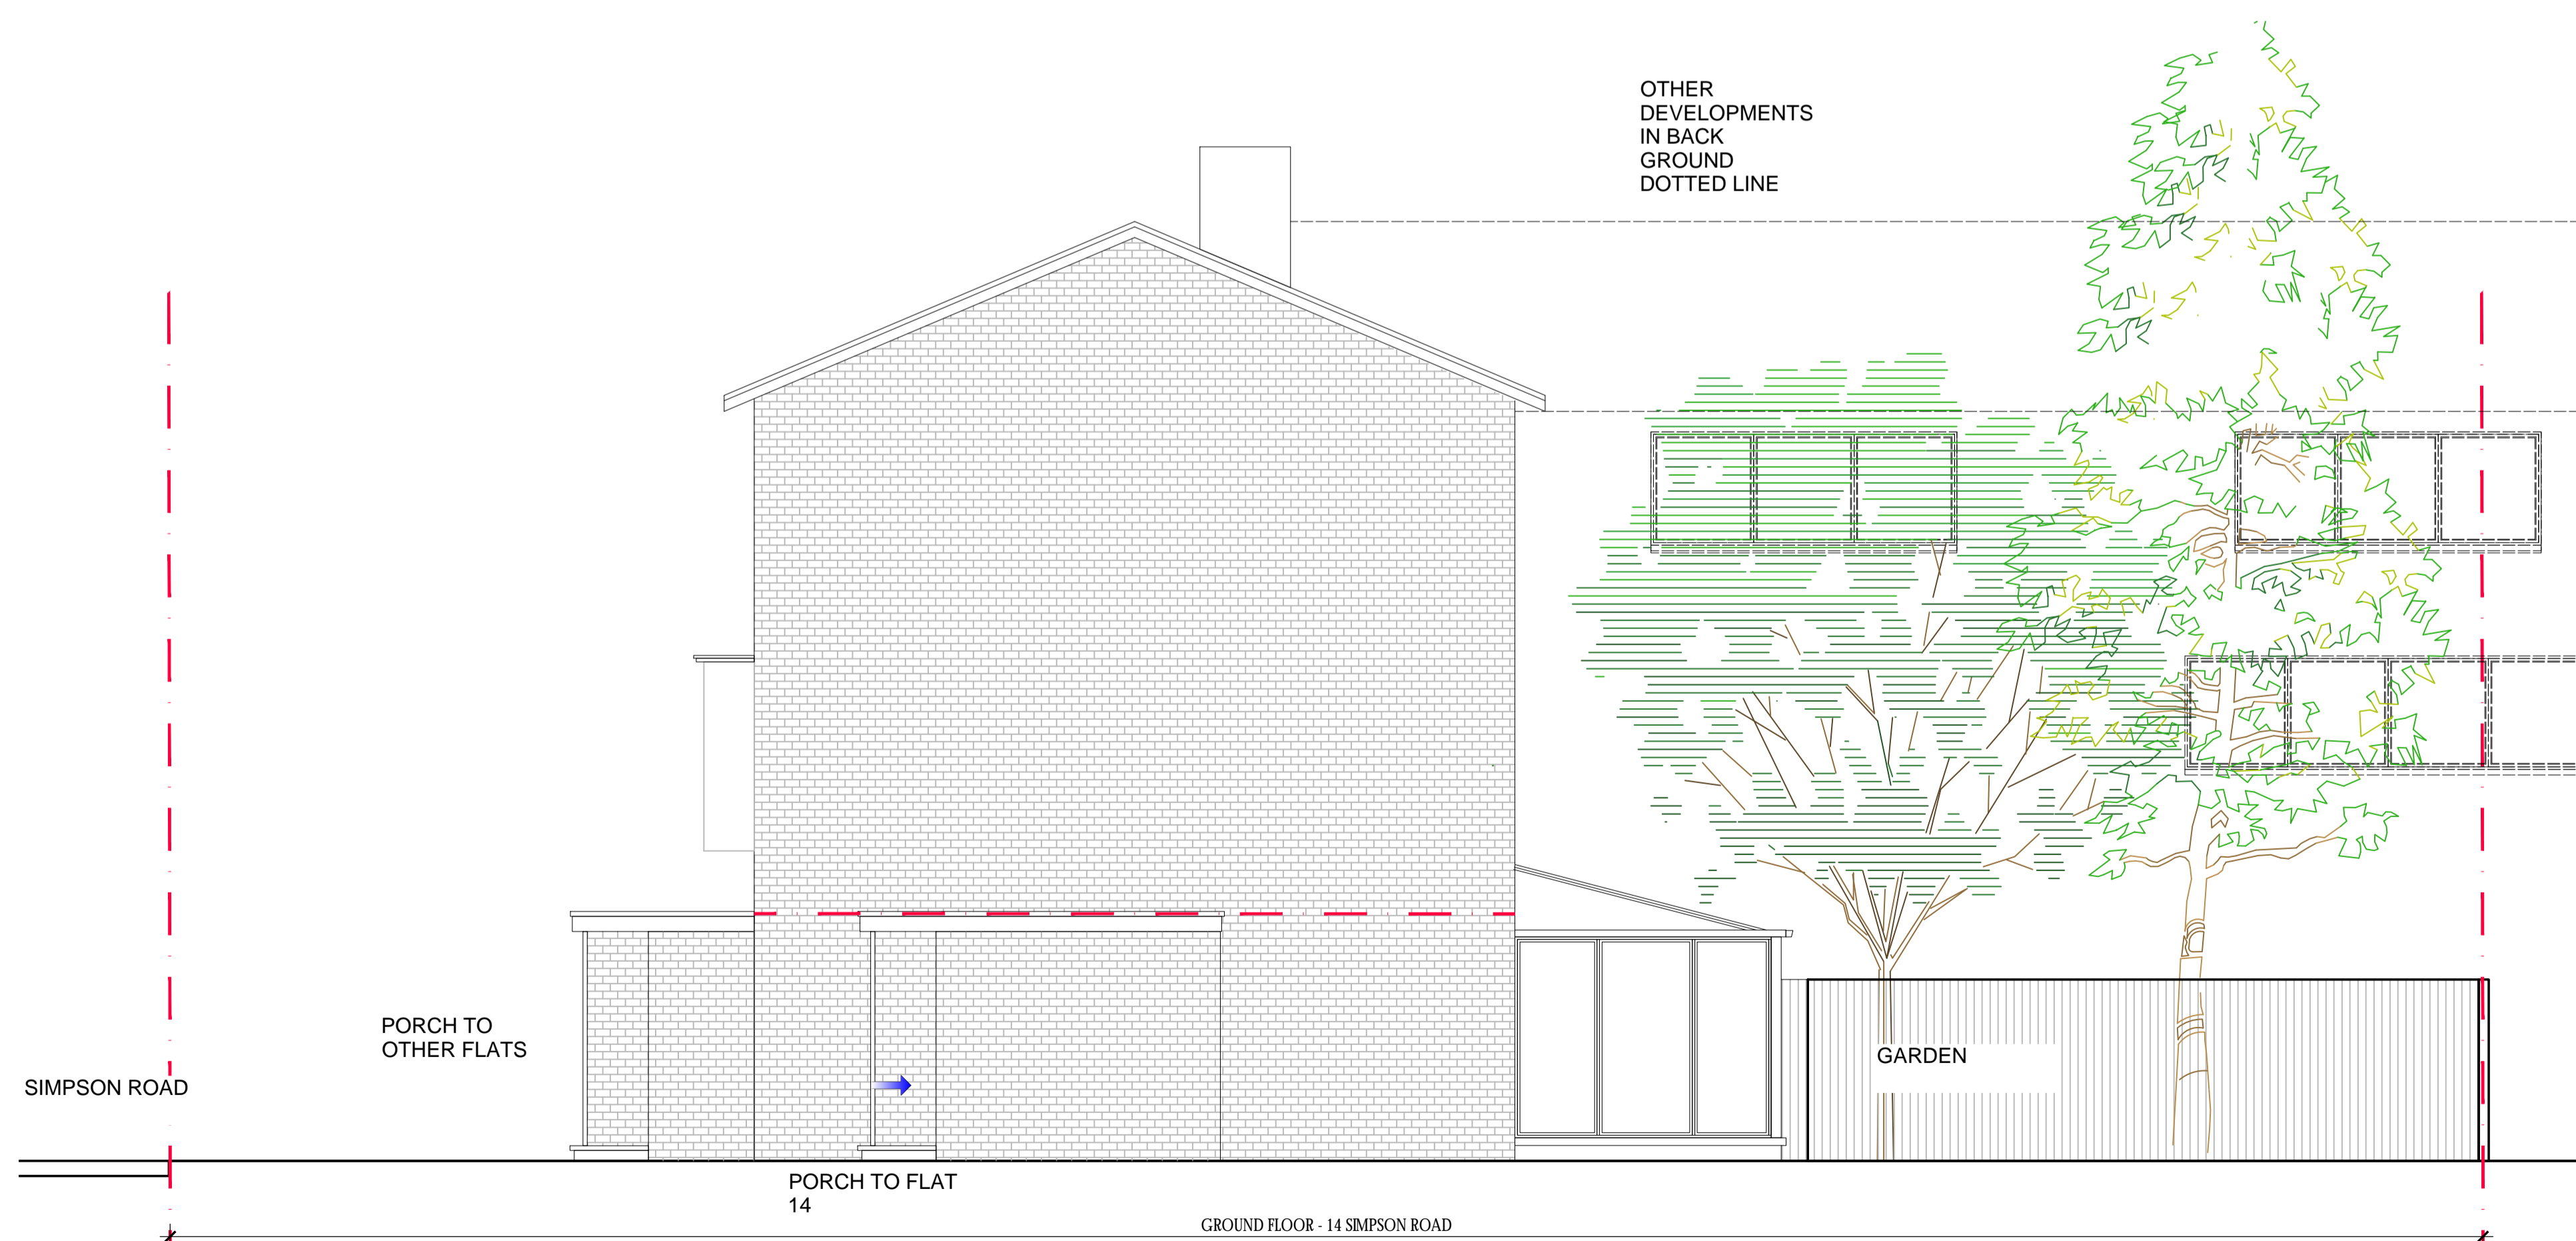 OTHER
DEVELOPMENTS
IN BACK
GROUND
DOTTED LINE
PORCH TO
OTHER FLATS
SIMPSON ROAD
GARDEN
PORCH TO FLAT
14
GROUND FLOOR - 14 SIMPSON ROAD